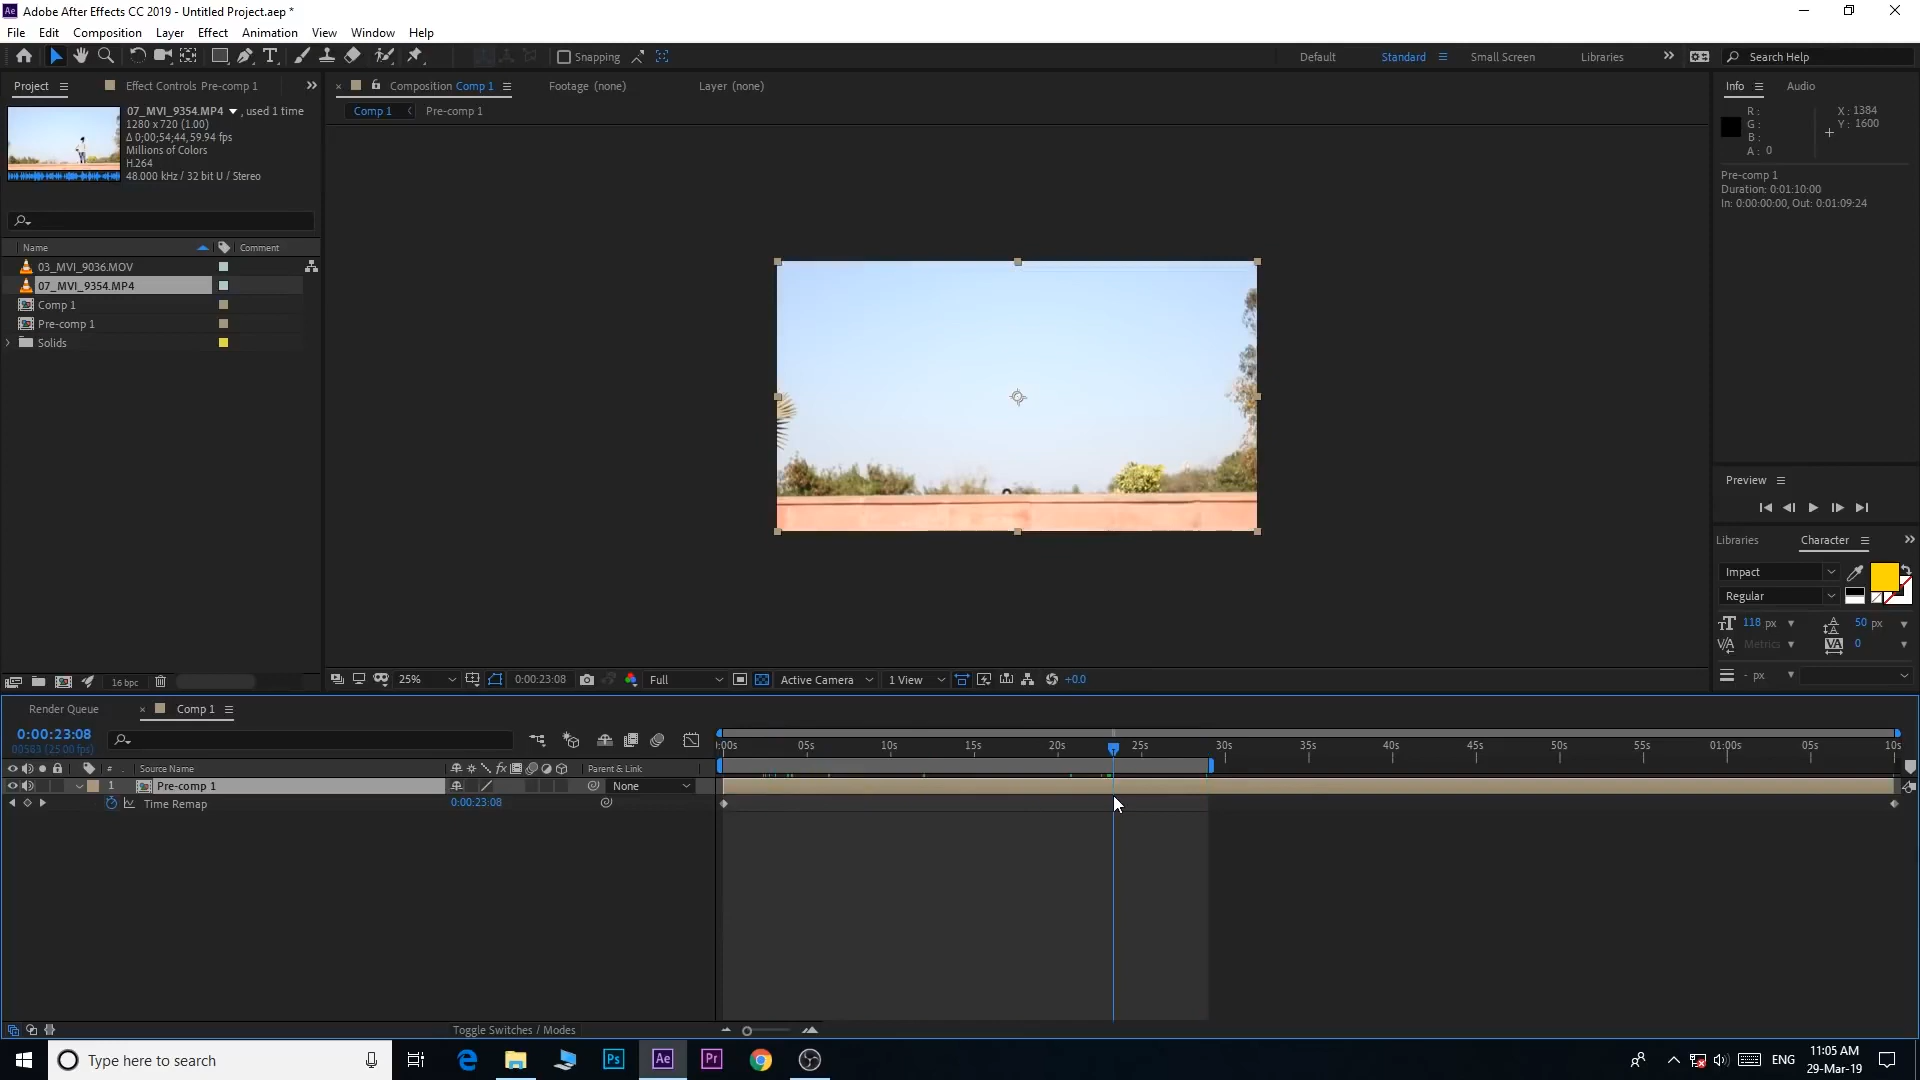 Adobe After Effects CC 2019 - Untitled Project.aep *
File Edit Composition Layer Effect Animation View Window Help
Snapping
Default Standard Small Screen Libraries Search Help
Project Effect Controls Pre-comp 1
Composition Comp 1 Footage (none) Layer (none)
Info Audio
Comp 1 Pre-comp 1
07_MVI_9354.MP4 , used 1 time
1280 x 720 (1.00)
Δ 0;00;54;44, 59.94 fps
Millions of Colors
H.264
48.000 kHz / 32 bit U / Stereo
R :
G :
B :
A : 0
X : 1384
Y : 1600
Pre-comp 1
Duration: 0:01:10:00
In: 0:00:00:00, Out: 0:01:09:24
Name Comment
03_MVI_9036.MOV
07_MVI_9354.MP4
Comp 1
Pre-comp 1
Solids
Preview
Libraries Character
Impact
Regular
118 px 50 px
Metrics 0
- px
16 bpc
25% 0:00:23:08 Full Active Camera 1 View +0.0
Render Queue Comp 1
0:00:23:08
00583 (25.00 fps)
:00s 05s 10s 15s 20s 25s 30s 35s 40s 45s 50s 55s 01:00s 05s 10s
# Source Name fx Parent & Link
1 Pre-comp 1 None
Time Remap 0:00:23:08
Toggle Switches / Modes
Type here to search
Ps Ae Pr
ENG
11:05 AM
29-Mar-19